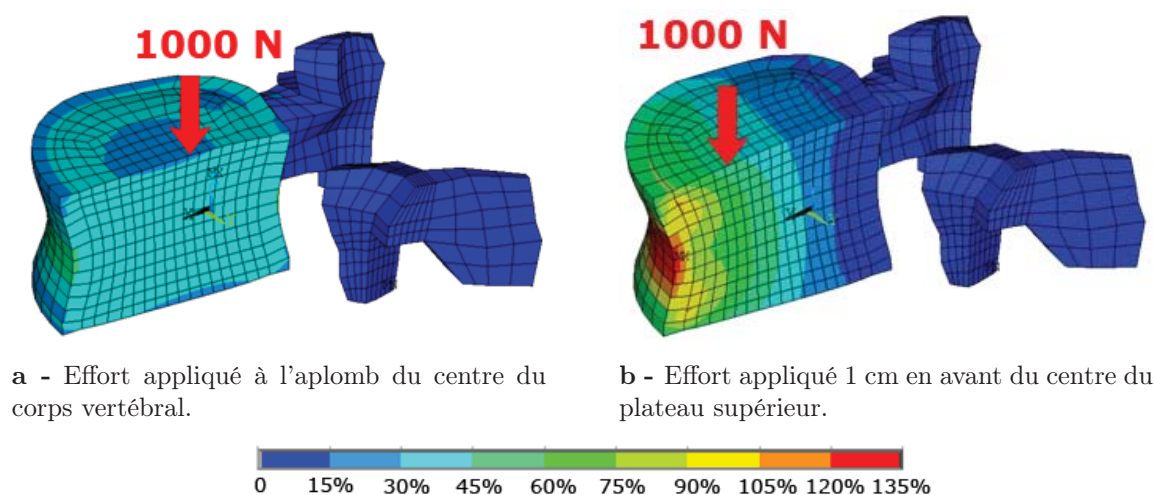 1000 N
1000 N
a - Effort appliqué à l'aplomb du centre du
corps vertébral.
b - Effort appliqué 1 cm en avant du centre du
plateau supérieur.
0 15% 30% 45% 60% 75% 90% 105% 120% 135%